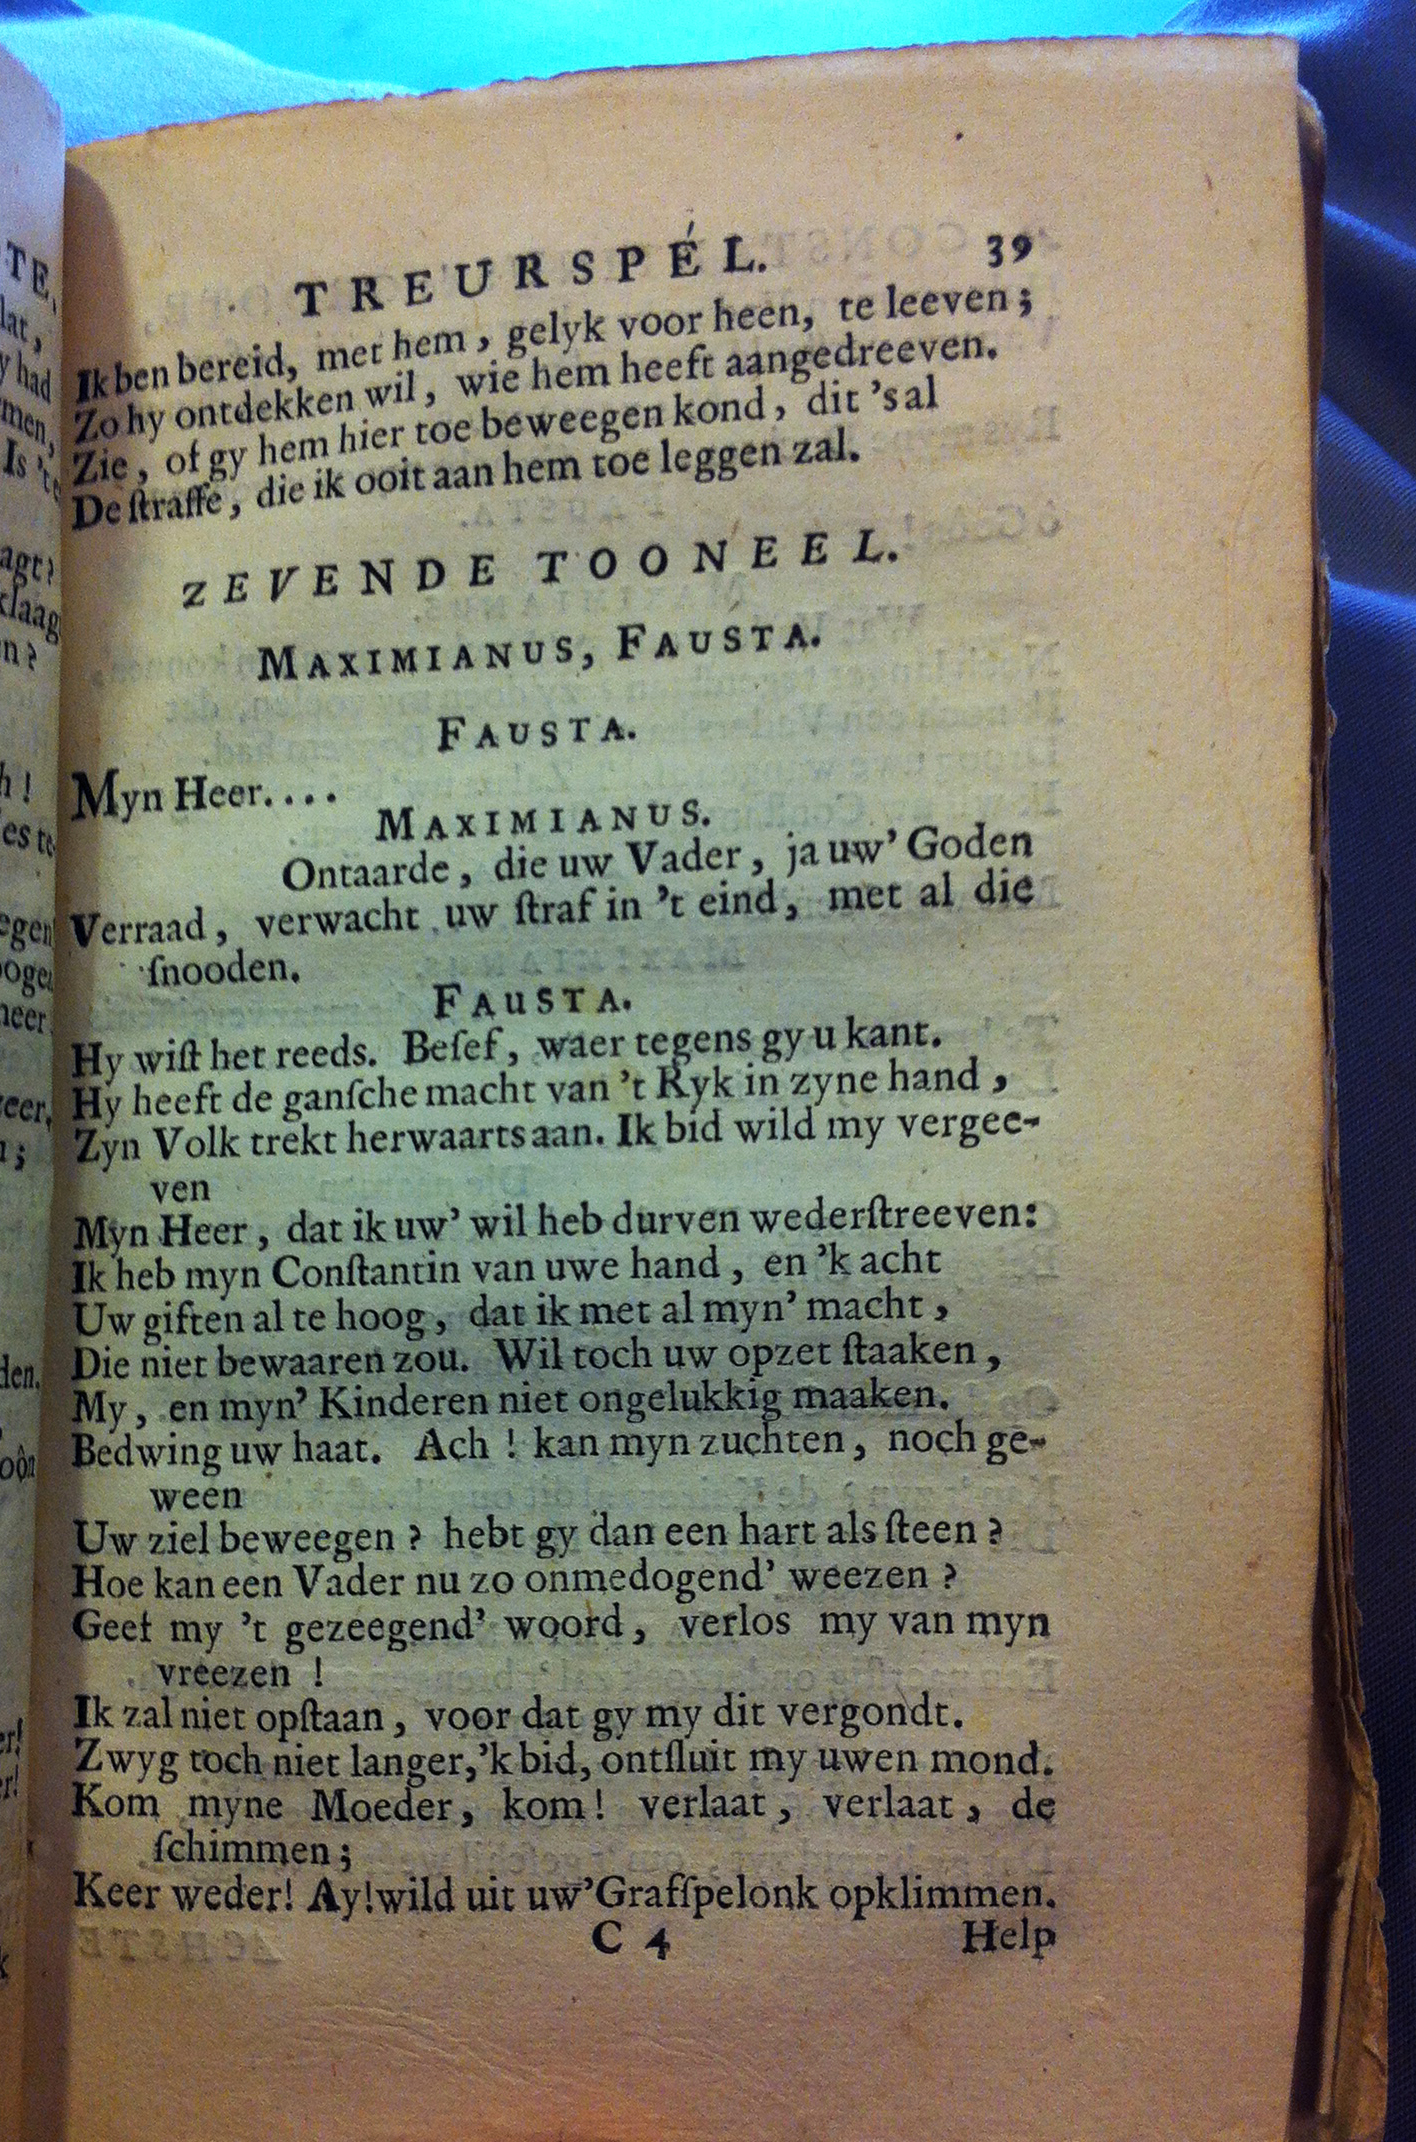 TREURSPÉL. 39
Ik ben bereid, met hem, gelyk voor heen, te leeven;
Zo hy ontdekken wil, wie hem heeft aangedreeven.
Zie, of gy hem hier toe beweegen kond, dit 's al
De ſtraffe, die ik ooit aan hem toe leggen zal.
ZEVENDE TOONEEL.
MAXIMIANUS, FAUSTA.
FAUSTA.
Myn Heer....
MAXIMIANUS.
Ontaarde, die uw Vader, ja uw' Goden
Verraad, verwacht uw ſtraf in 't eind, met al die
ſnooden.
FAUSTA.
Hy wiſt het reeds. Beſef, waer tegens gy u kant.
Hy heeft de ganſche macht van 't Ryk in zyne hand,
Zyn Volk trekt herwaarts aan. Ik bid wild my vergee-
ven
Myn Heer, dat ik uw' wil heb durven wederſtreeven:
Ik heb myn Conſtantin van uwe hand, en 'k acht
Uw giften al te hoog, dat ik met al myn' macht,
Die niet bewaaren zou. Wil toch uw opzet ſtaaken,
My, en myn' Kinderen niet ongelukkig maaken.
Bedwing uw haat. Ach! kan myn zuchten, noch ge-
ween
Uw ziel beweegen? hebt gy dan een hart als ſteen?
Hoe kan een Vader nu zo onmedogend' weezen?
Geef my 't gezeegend' woord, verlos my van myn
vreezen!
Ik zal niet opſtaan, voor dat gy my dit vergondt.
Zwyg toch niet langer, 'k bid, ontſluit my uwen mond.
Kom myne Moeder, kom! verlaat, verlaat, de
ſchimmen;
Keer weder! Ay! wild uit uw' Grafſpelonk opklimmen.
C 4 Help